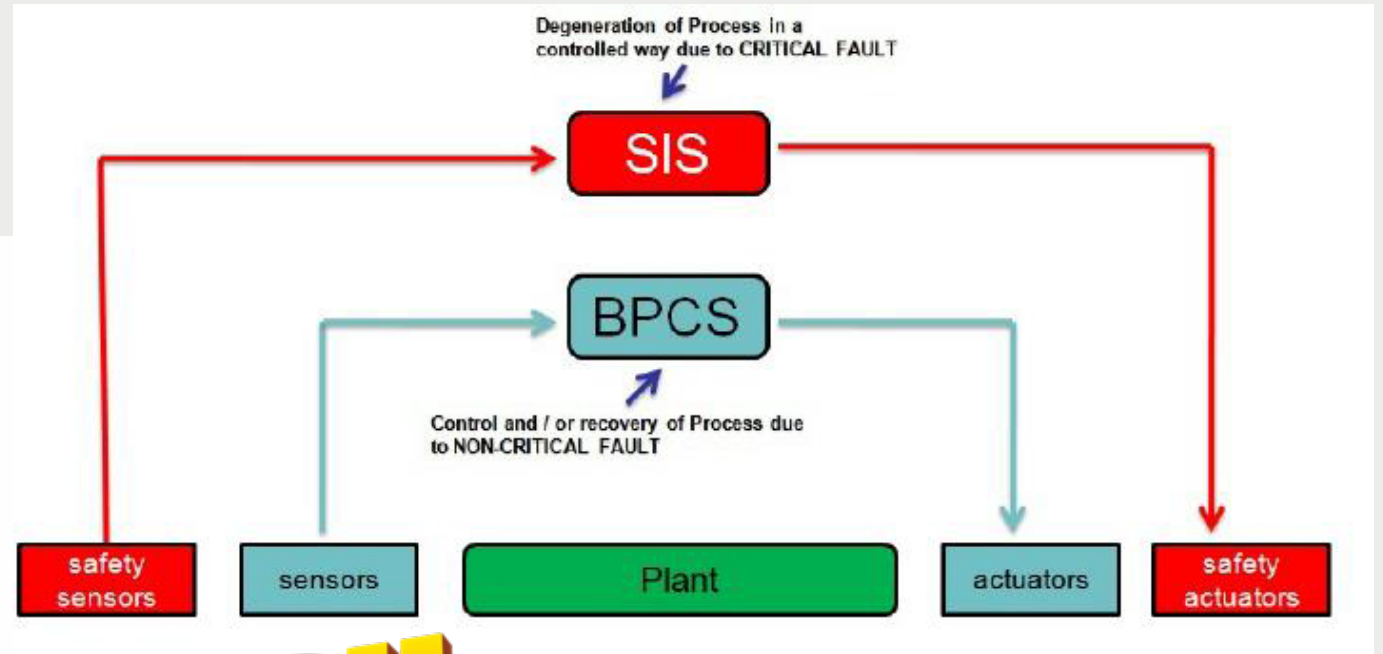 Degeneration of Process in a
controlled way due to CRITICAL FAULT
SIS
BPCS
Control and / or recovery of Process due
to NON-CRITICAL FAULT
safety
sensors
sensors
Plant
actuators
safety
actuators